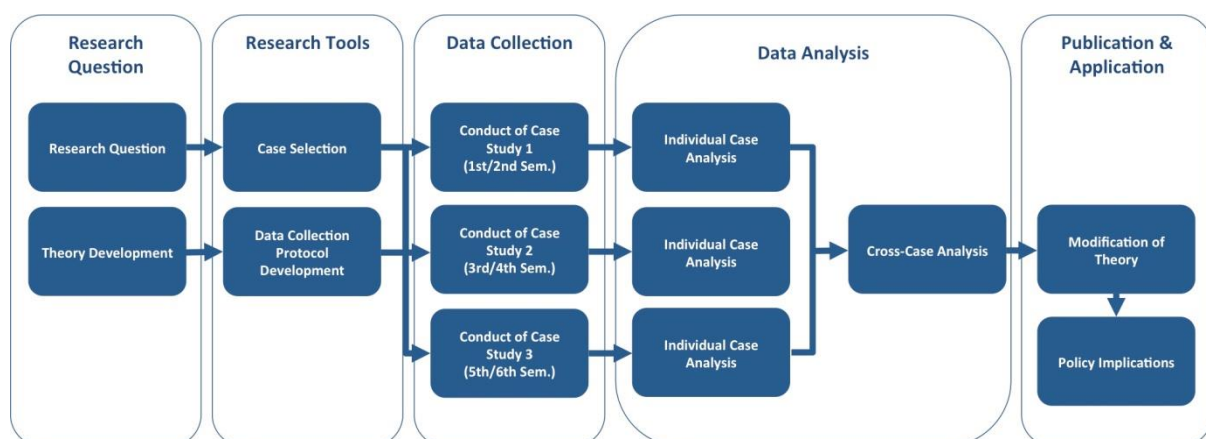 Research
Question
Research Tools
Data Collection
Data Analysis
Publication &
Application
Research Question
Case Selection
Conduct of Case
Study 1
(1st/2nd Sem.)
Individual Case
Analysis
Theory Development
Data Collection
Protocol
Development
Conduct of Case
Study 2
(3rd/4th Sem.)
Individual Case
Analysis
Cross-Case Analysis
Modification of
Theory
Conduct of Case
Study 3
(5th/6th Sem.)
Individual Case
Analysis
Policy Implications